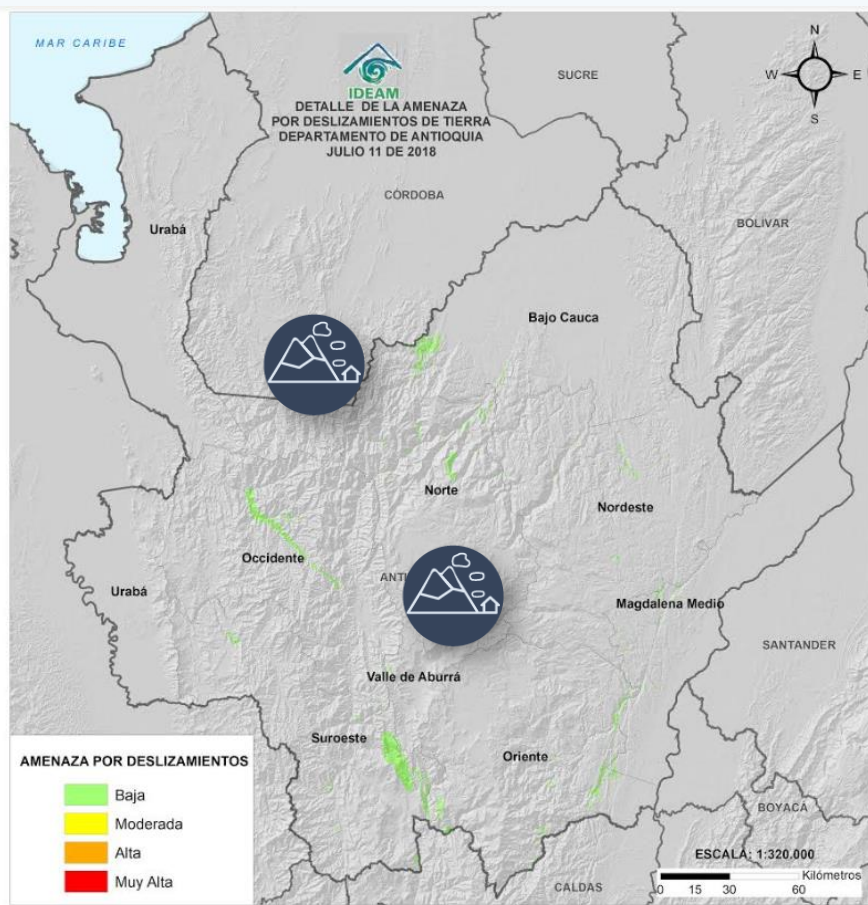 MAR CARIBE
N
W
E
S
IDEAM
DETALLE DE LA AMENAZA
POR DESLIZAMIENTOS DE TIERRA
DEPARTAMENTO DE ANTIOQUIA
JULIO 11 DE 2018
SUCRE
CÓRDOBA
BOLIVAR
Urabá
Bajo Cauca
Norte
Nordeste
Occidente
Urabá
Magdalena Medio
SANTANDER
Valle de Aburrá
Suroeste
Oriente
AMENAZA POR DESLIZAMIENTOS
Baja
Moderada
Alta
Muy Alta
BOYACÁ
CALDAS
ESCALA: 1:320.000
Kilómetros
0 15 30 60